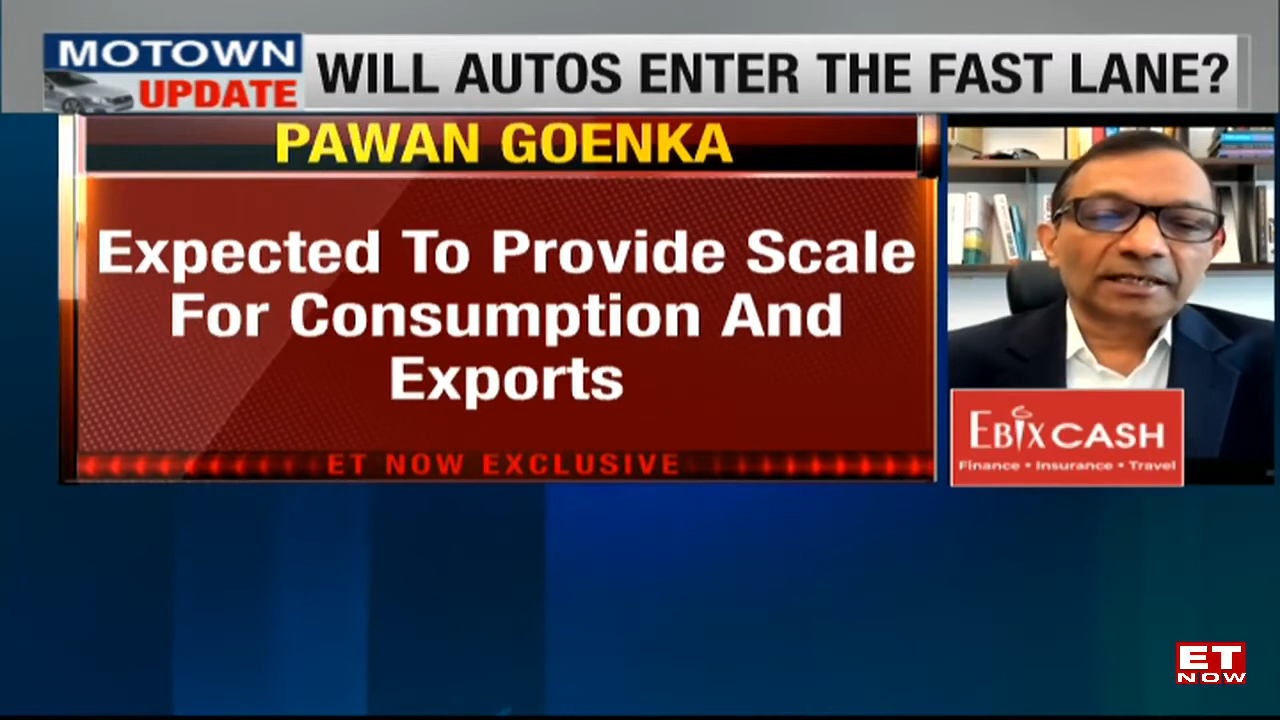 MOTOWN
UPDATE
WILL AUTOS ENTER THE FAST LANE?
PAWAN GOENKA
Expected To Provide Scale
For Consumption And
Exports
ET NOW EXCLUSIVE
EbixCASH
Finance • Insurance • Travel
ET
NOW